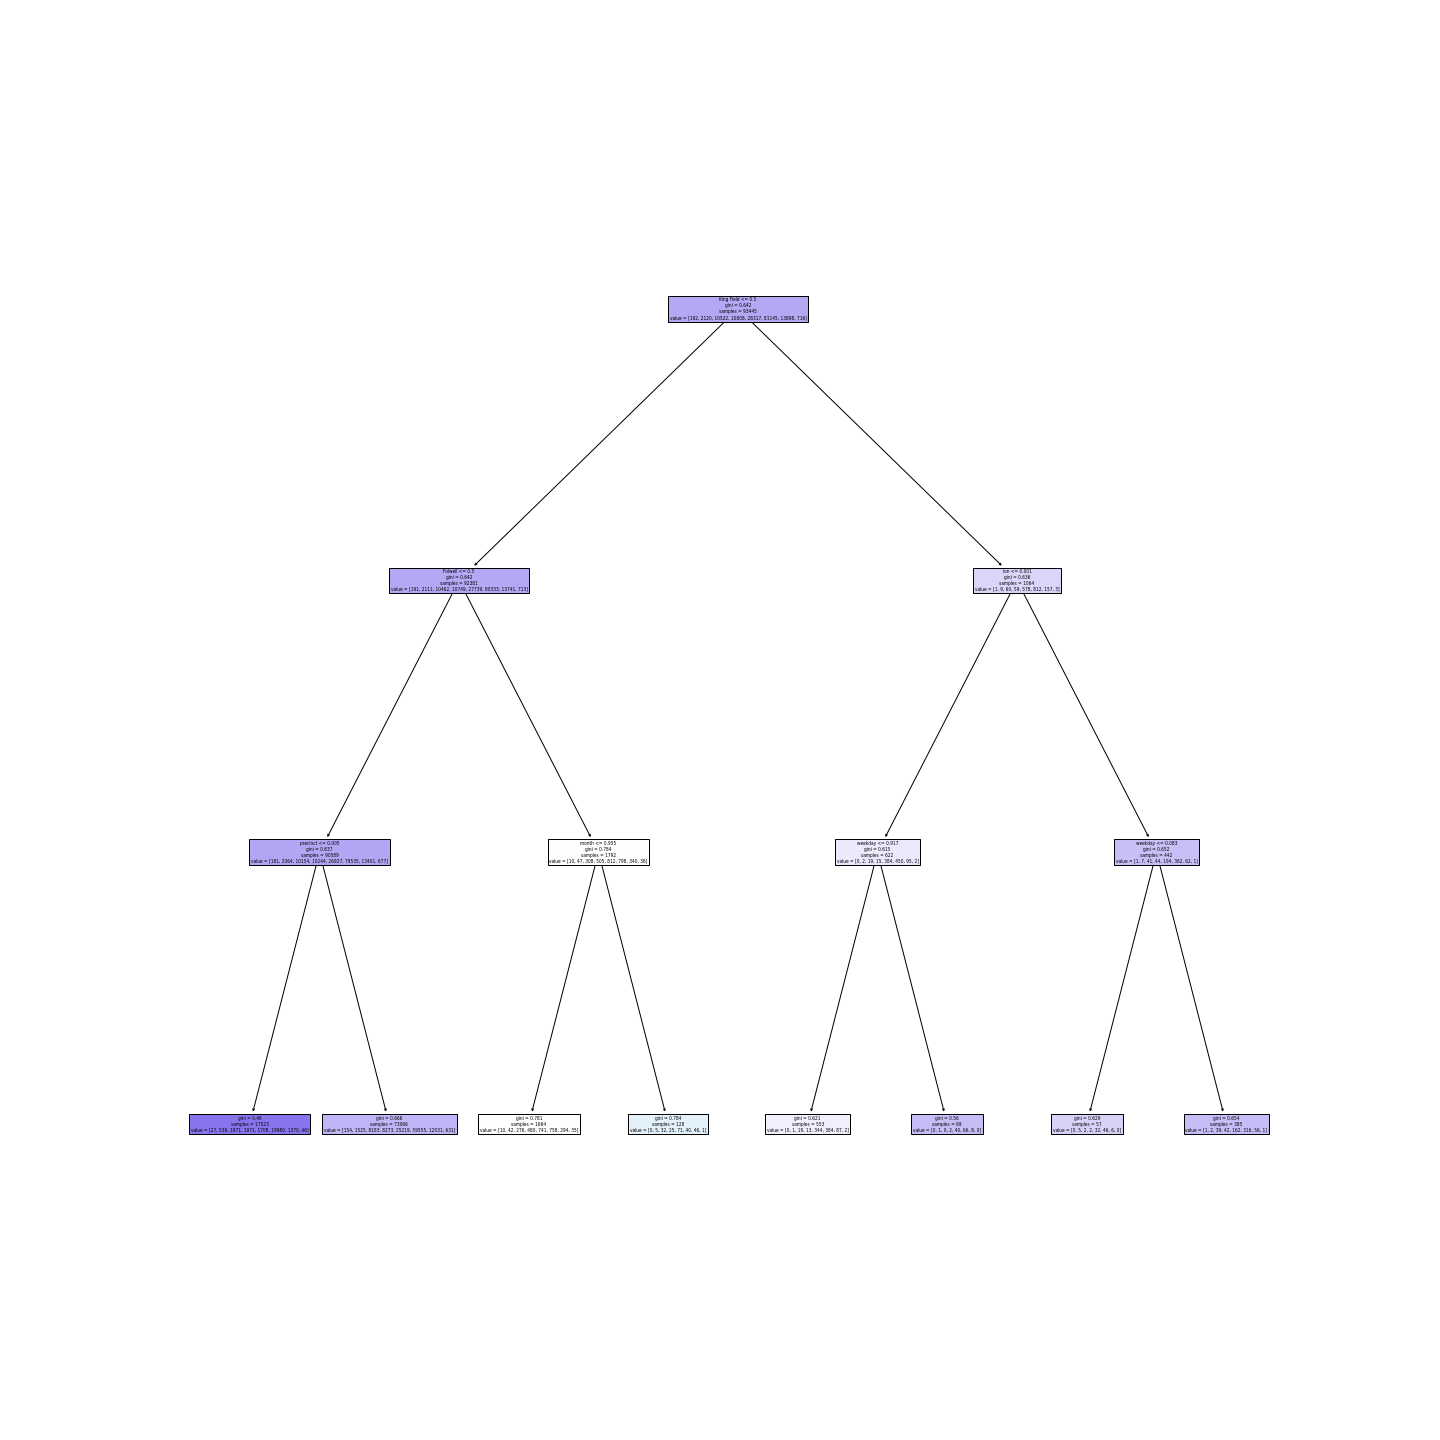 King Field <= 0.5
gini = 0.642
samples = 93445
value = [192, 2120, 10522, 10808, 28317, 81145, 13898, 716]
Folwell <= 0.5
gini = 0.642
samples = 92381
value = [191, 2111, 10462, 10749, 27739, 80333, 13741, 713]
lon <= 0.001
gini = 0.636
samples = 1064
value = [1, 9, 60, 59, 578, 812, 157, 3]
precinct <= 0.005
gini = 0.637
samples = 90589
value = [181, 2064, 10154, 10244, 26927, 79535, 13401, 677]
month <= 0.955
gini = 0.784
samples = 1792
value = [10, 47, 308, 505, 812, 798, 340, 36]
weekday <= 0.917
gini = 0.615
samples = 622
value = [0, 2, 19, 15, 384, 450, 95, 2]
weekday <= 0.083
gini = 0.652
samples = 442
value = [1, 7, 41, 44, 194, 362, 62, 1]
gini = 0.46
samples = 17523
value = [27, 539, 1971, 1971, 1708, 19980, 1370, 46]
gini = 0.666
samples = 73066
value = [154, 1525, 8183, 8273, 25219, 59555, 12031, 631]
gini = 0.781
samples = 1664
value = [10, 42, 276, 480, 741, 758, 294, 35]
gini = 0.784
samples = 128
value = [0, 5, 32, 25, 71, 40, 46, 1]
gini = 0.621
samples = 553
value = [0, 1, 19, 13, 344, 384, 87, 2]
gini = 0.56
samples = 69
value = [0, 1, 0, 2, 40, 66, 8, 0]
gini = 0.629
samples = 57
value = [0, 5, 2, 2, 32, 46, 6, 0]
gini = 0.654
samples = 385
value = [1, 2, 39, 42, 162, 316, 56, 1]